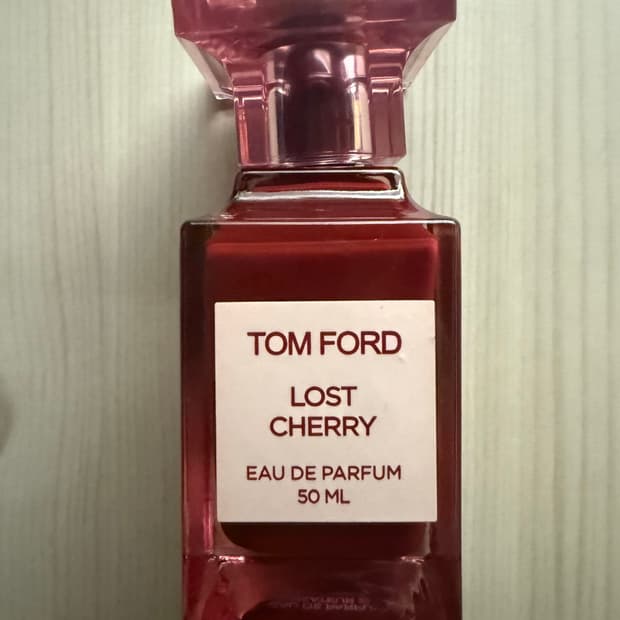 TOM FORD
LOST
CHERRY
EAU DE PARFUM
50 ML